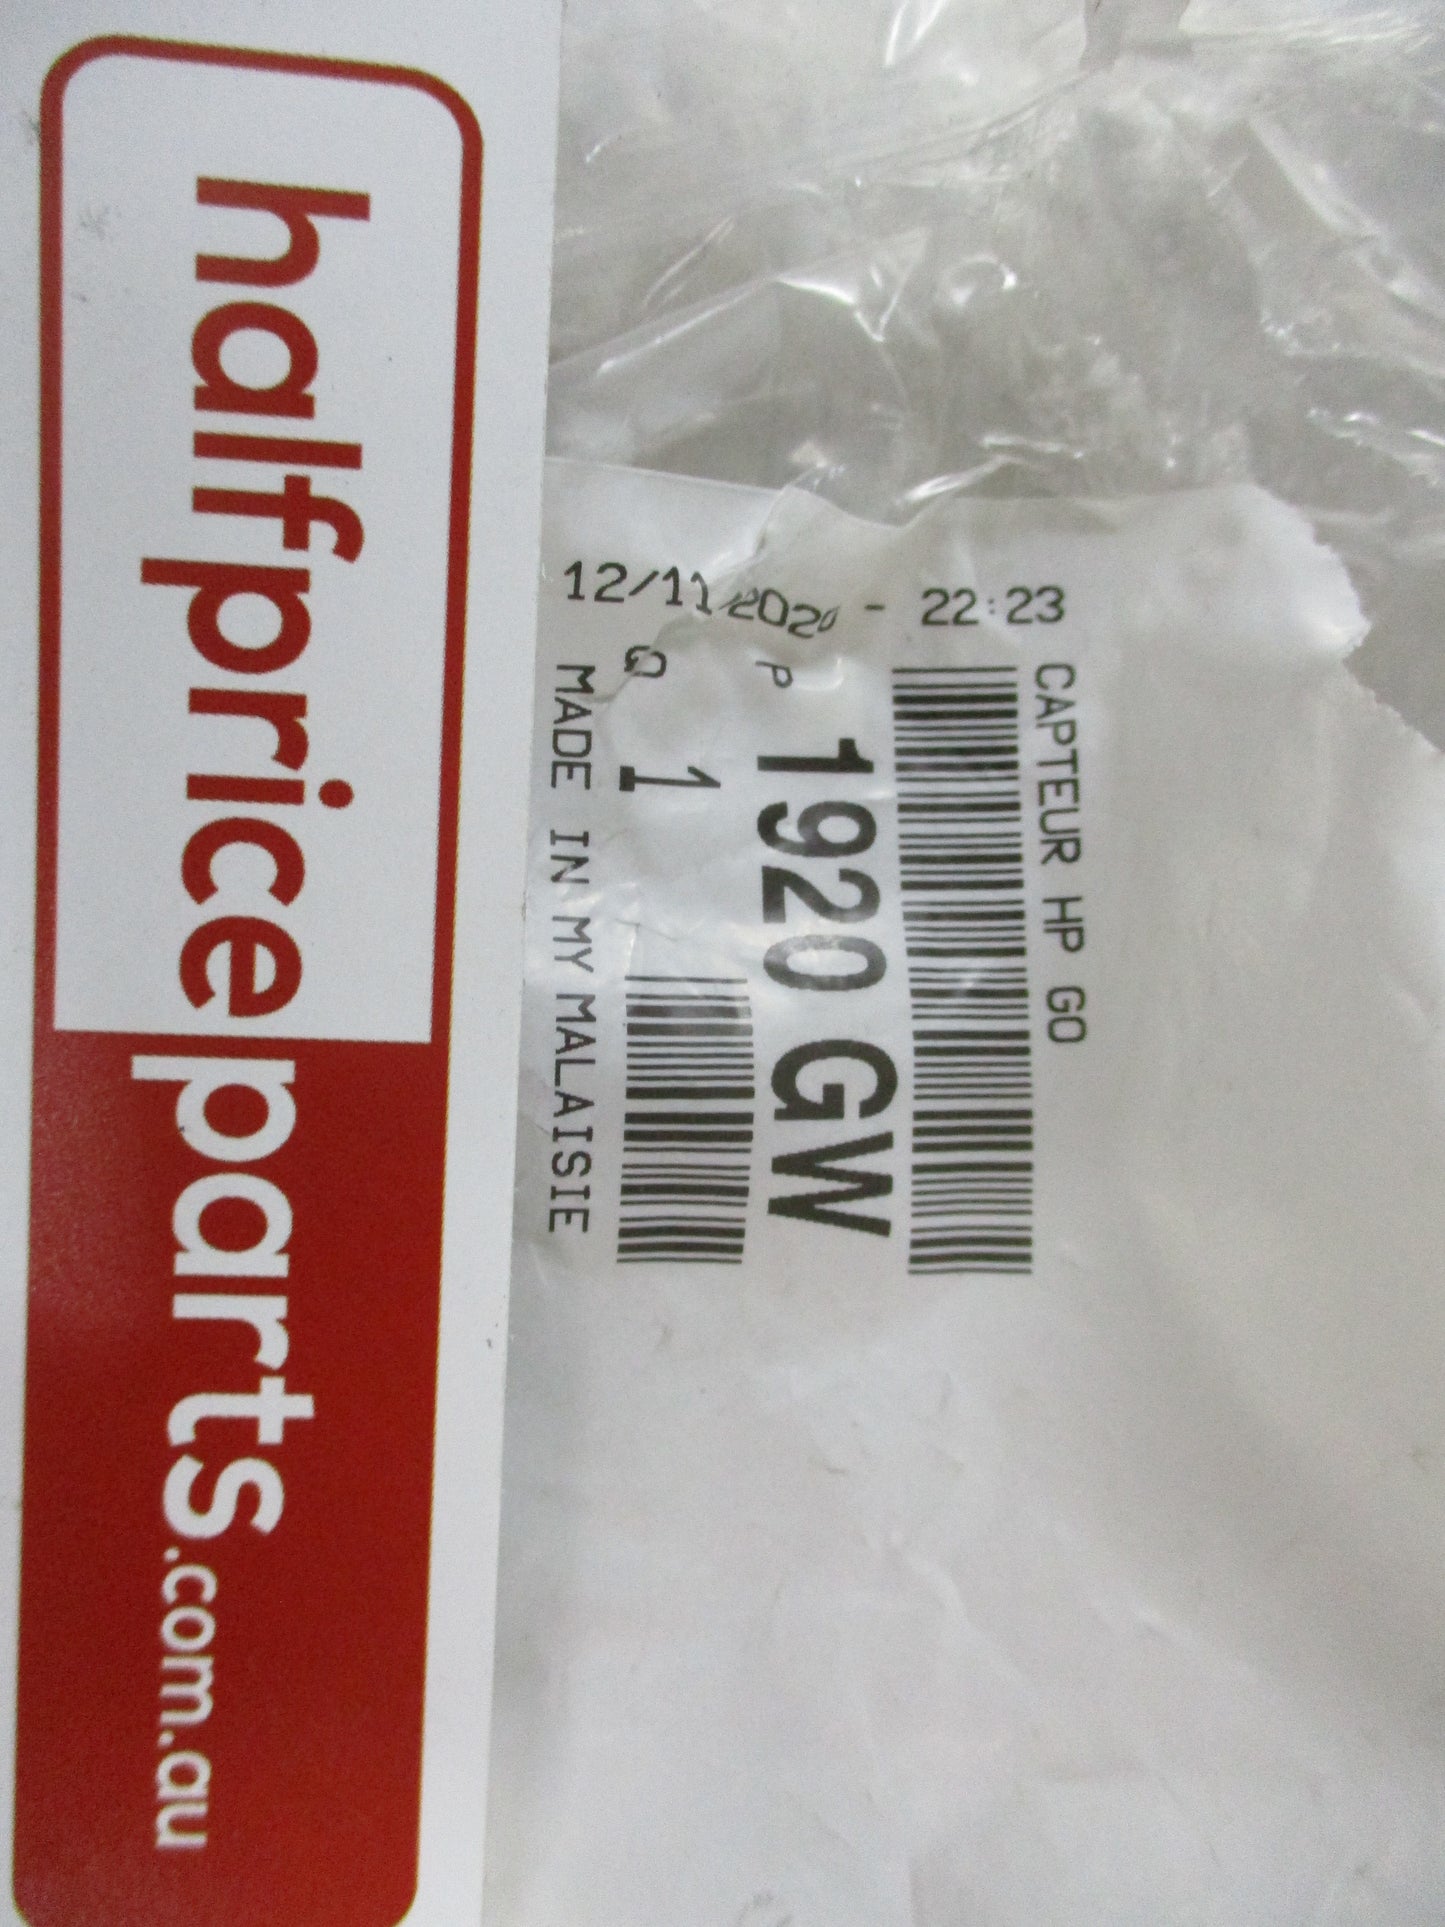 halfpriceparts.com.au
12/11/2020 - 22:23
CAPTEUR HP GO
P 1920 GW
Q 1
MADE IN MY MALAISIE